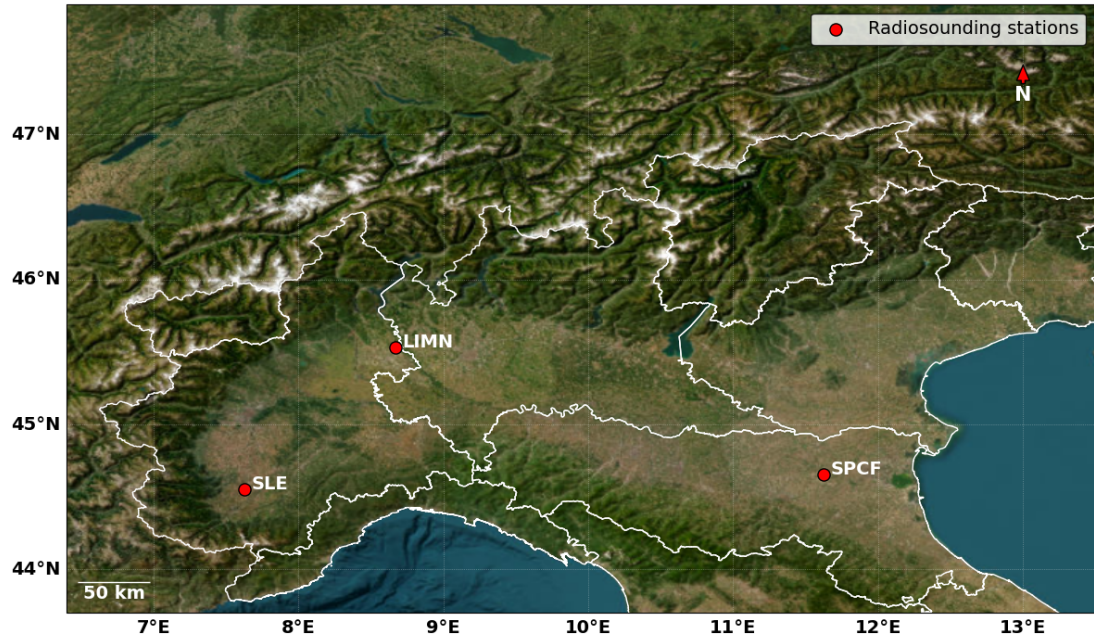 Radiosounding stations
N
47°N
46°N
LIMN
45°N
SLE
SPCF
44°N
50 km
7°E 8°E 9°E 10°E 11°E 12°E 13°E